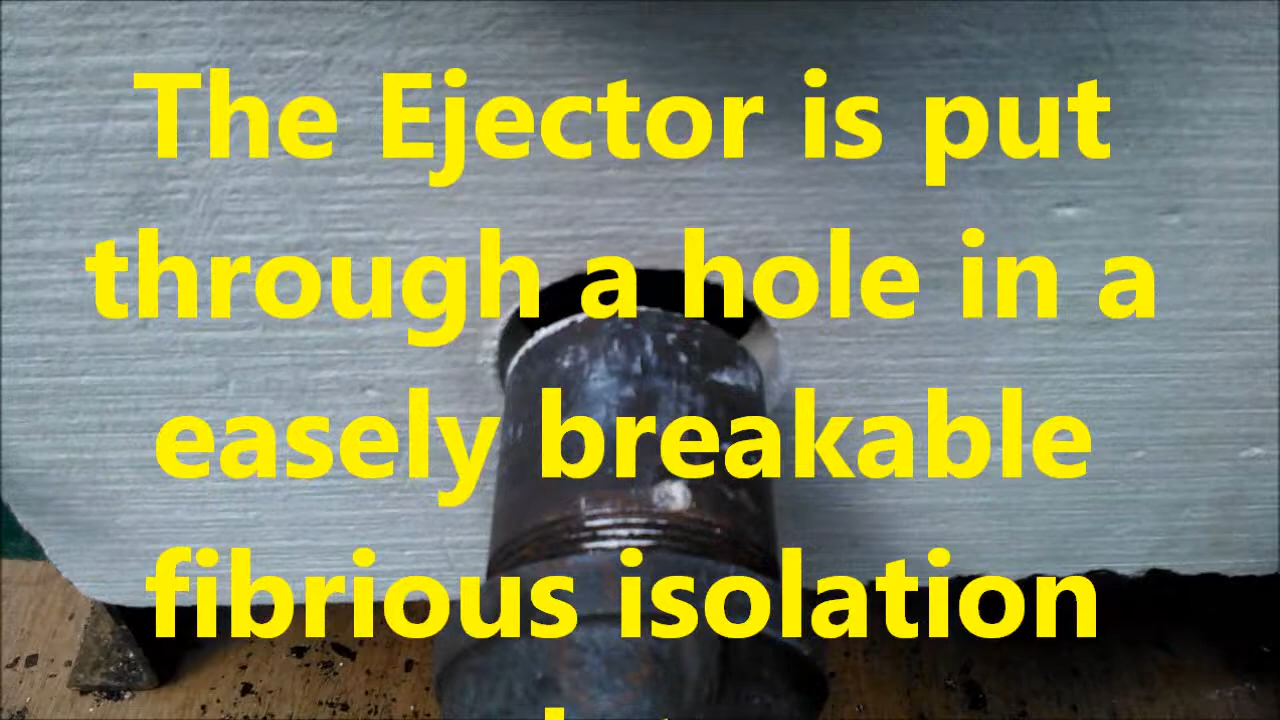 The Ejector is put
through a hole in a
easely breakable
fibrious isolation